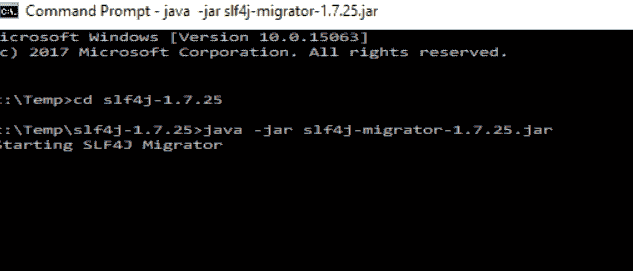 C:\. Command Prompt - java -jar slf4j-migrator-1.7.25.jar
icrosoft Windows [Version 10.0.15063]
c) 2017 Microsoft Corporation. All rights reserved.
:\Temp>cd slf4j-1.7.25
:\Temp\slf4j-1.7.25>java -jar slf4j-migrator-1.7.25.jar
tarting SLF4J Migrator